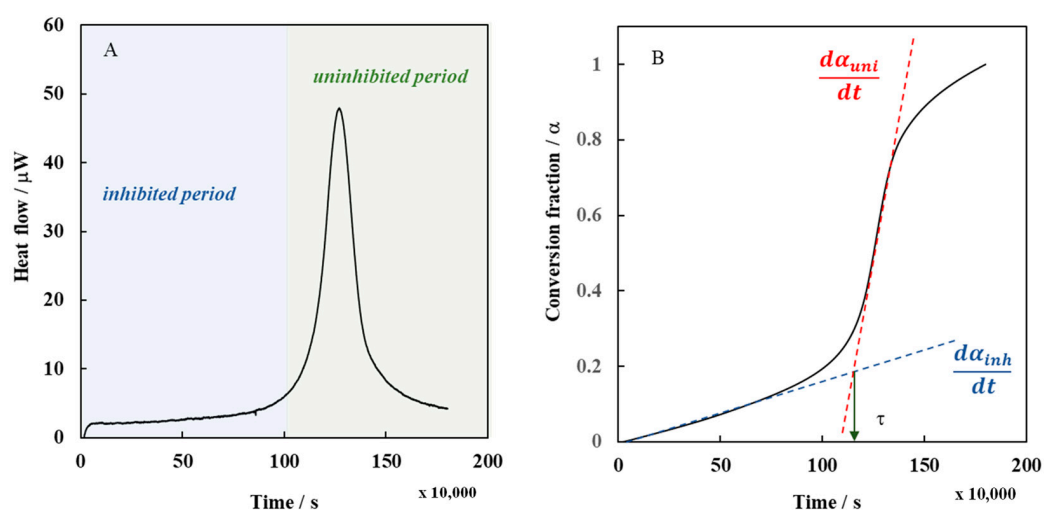 A
Heat flow / μW
60
50
40
30
20
10
0
inhibited period
uninhibited period
0
50
100
150
200
x 10,000
Time / s
B
Conversion fraction / α
1
0.8
0.6
0.4
0.2
0
dα_uni
dt
dα_inh
dt
τ
0
50
100
150
200
x 10,000
Time / s